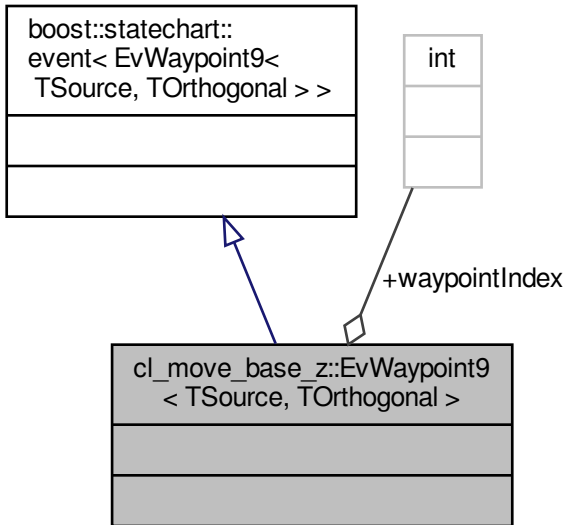 boost::statechart::
event< EvWaypoint9<
TSource, TOrthogonal > >
int
+waypointIndex
cl_move_base_z::EvWaypoint9
< TSource, TOrthogonal >